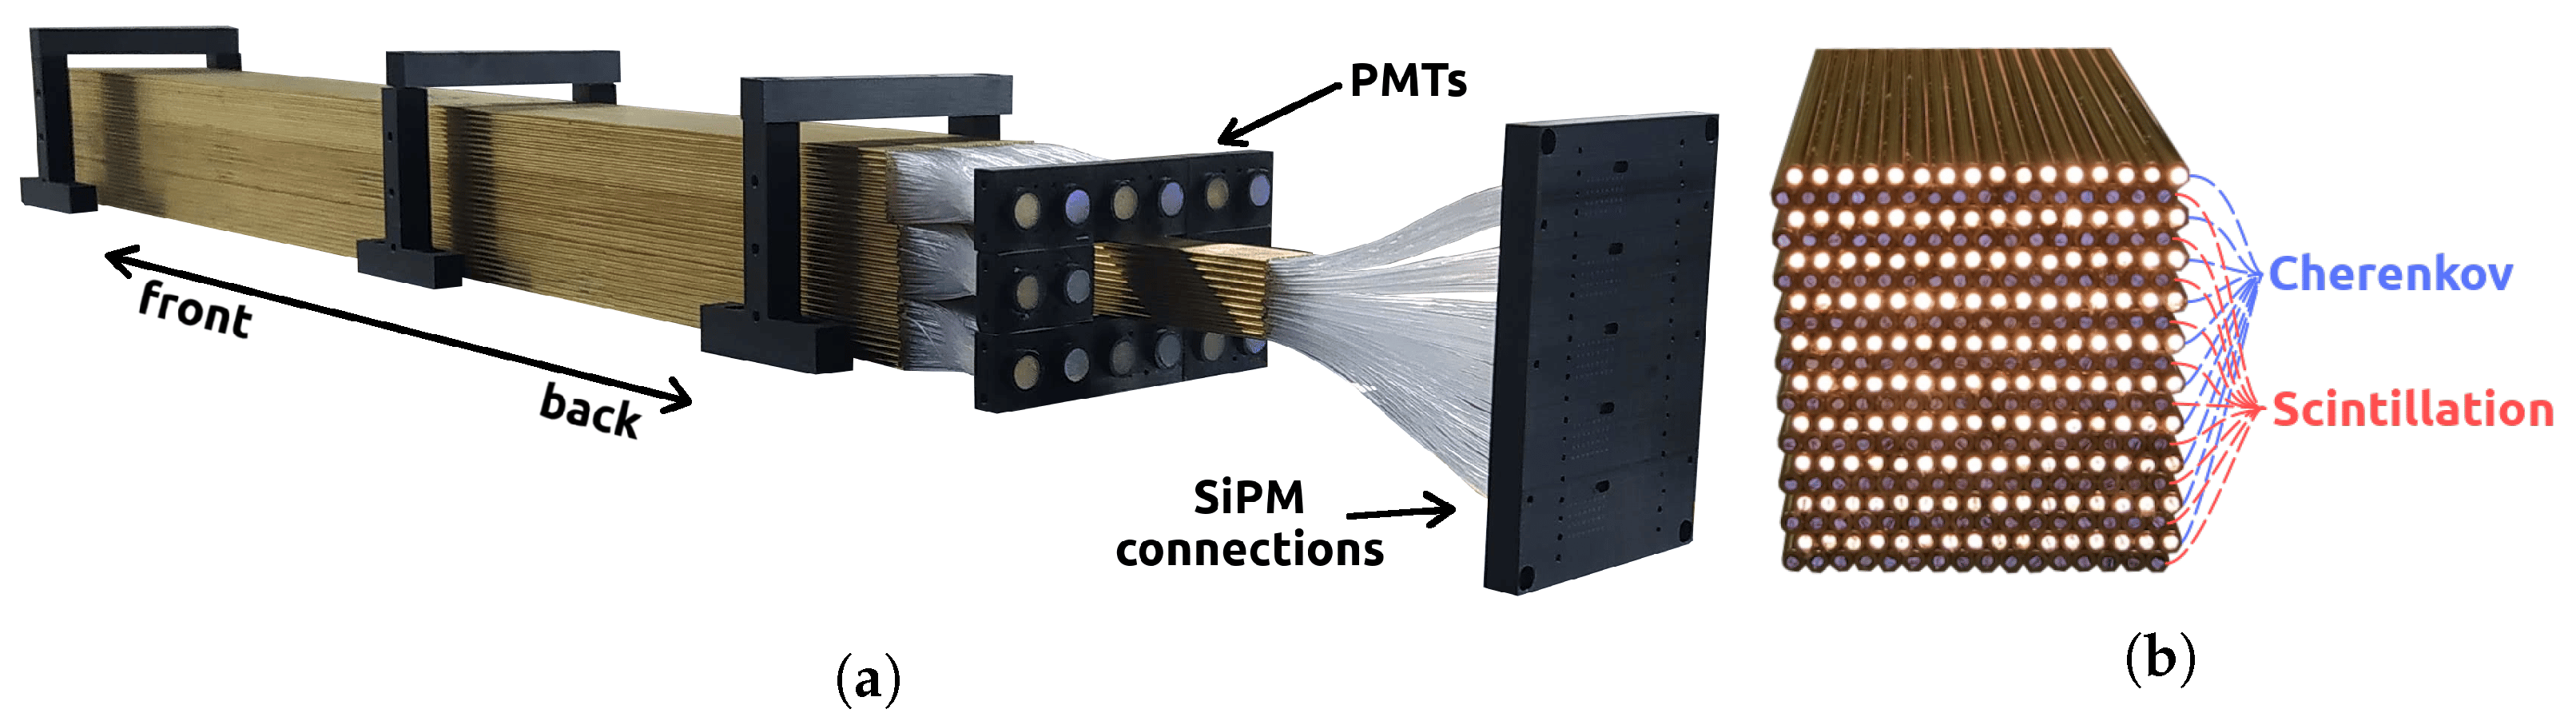 PMTs
front
back
SiPM
connections
Cherenkov
Scintillation
(a)
(b)